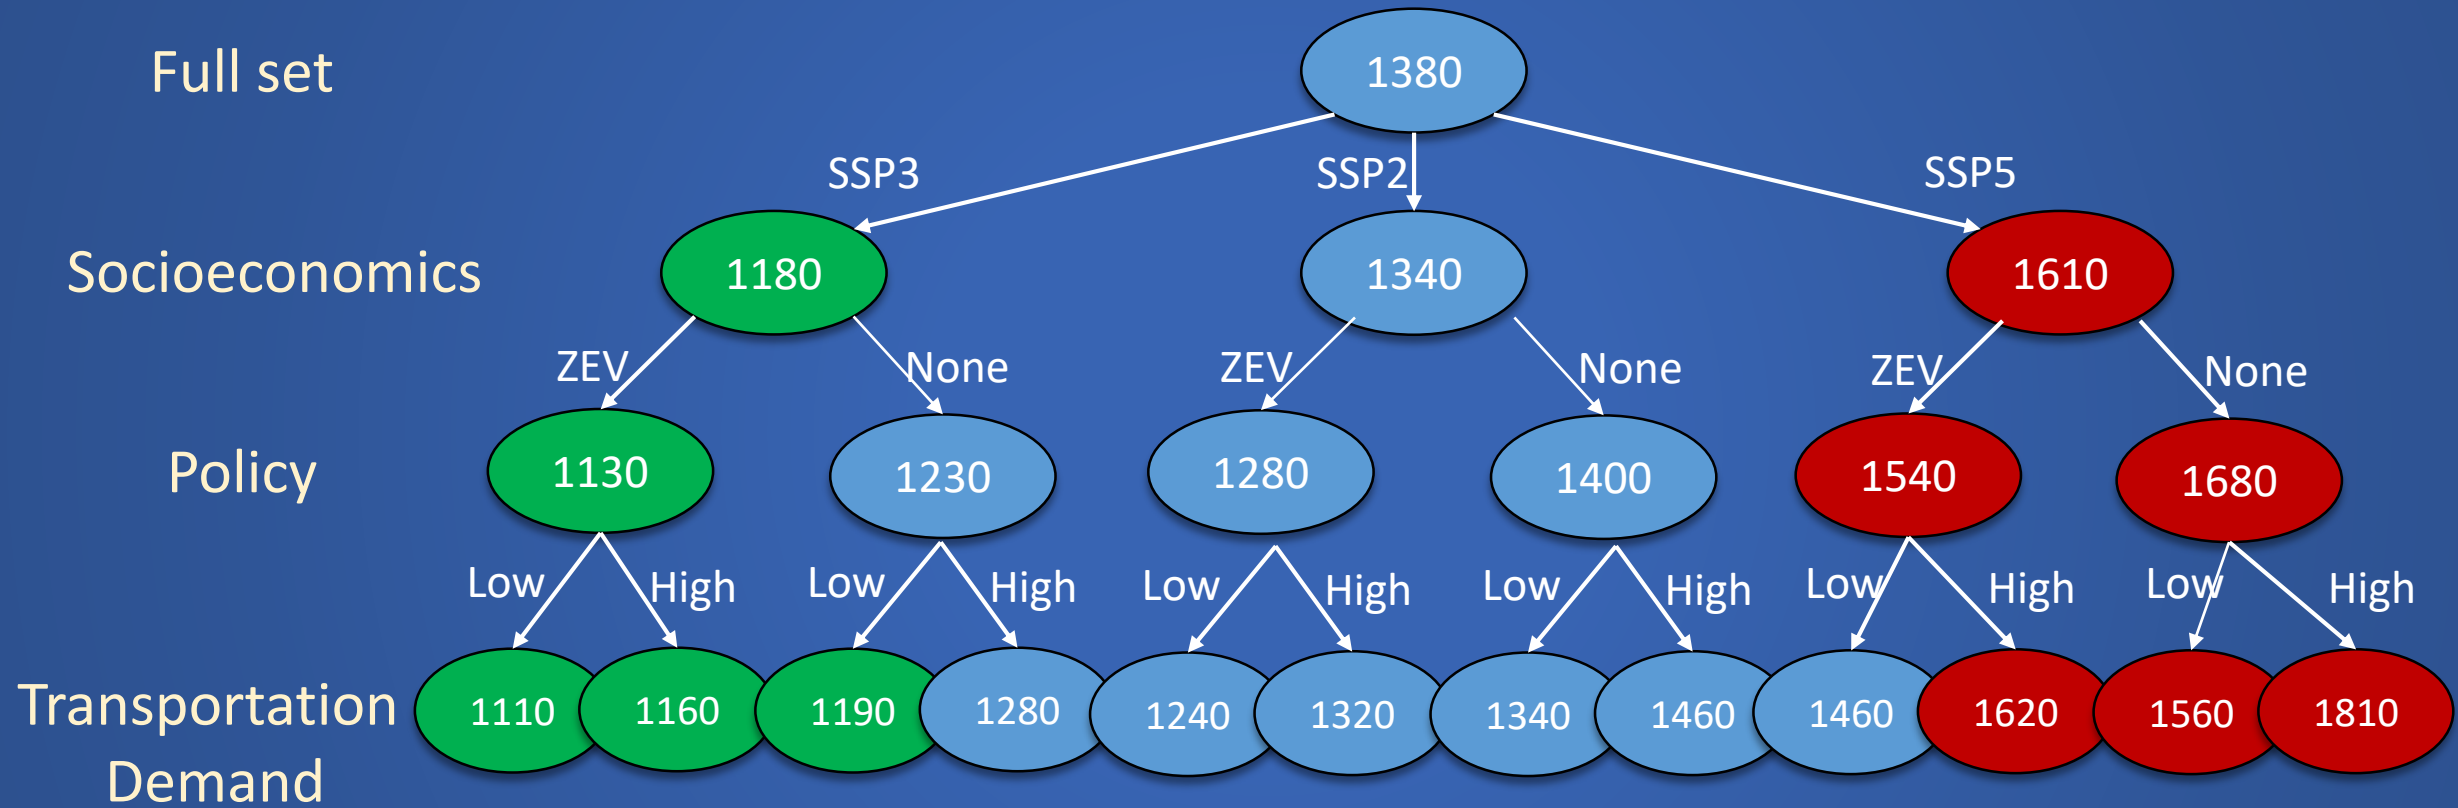 Full set
1380
SSP3 SSP2 SSP5
Socioeconomics
1180 1340 1610
ZEV None ZEV None ZEV None
Policy
1130 1230 1280 1400 1540 1680
Low High Low High Low High Low High Low High Low High
Transportation
Demand
1110 1160 1190 1280 1240 1320 1340 1460 1460 1620 1560 1810